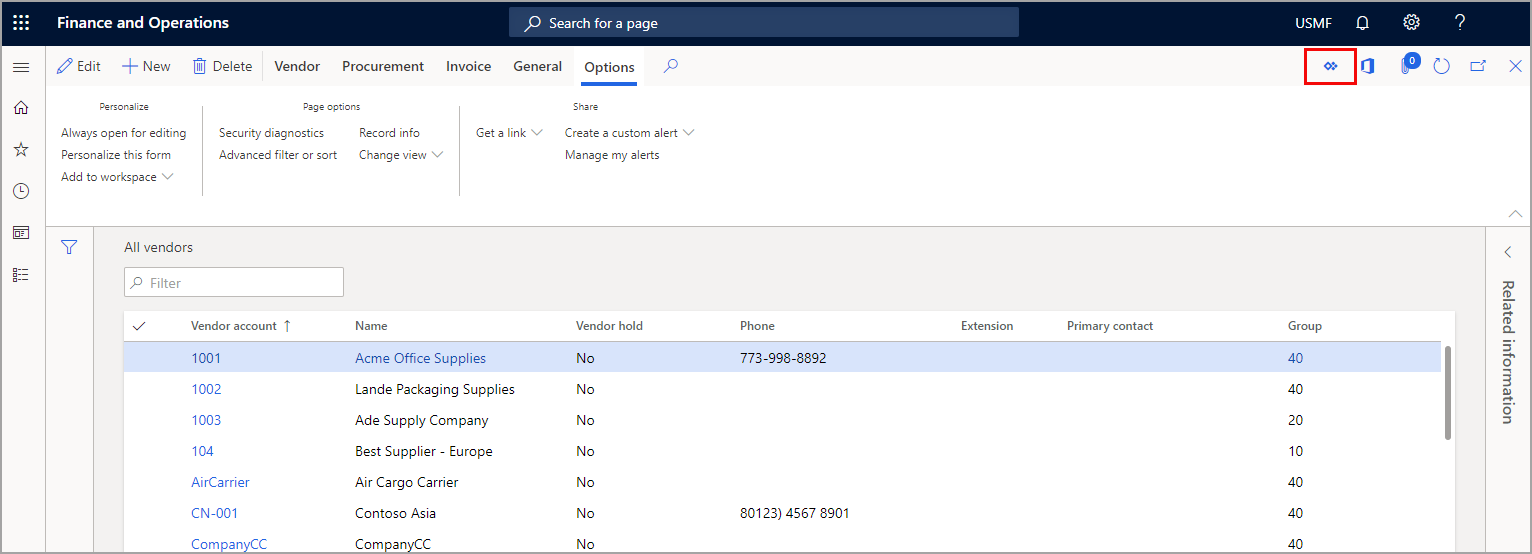 Finance and Operations Search for a page USMF ?
Edit New Delete Vendor Procurement Invoice General Options 0
Personalize Page options Share
Always open for editing Security diagnostics Record info Get a link Create a custom alert
Personalize this form Advanced filter or sort Change view Manage my alerts
Add to workspace
All vendors
Filter
Vendor account Name Vendor hold Phone Extension Primary contact Group
1001 Acme Office Supplies No 773-998-8892 40
1002 Lande Packaging Supplies No 40
1003 Ade Supply Company No 20
104 Best Supplier - Europe No 10
AirCarrier Air Cargo Carrier No 40
CN-001 Contoso Asia No 80123) 4567 8901 40
CompanyCC CompanyCC No 40
Related information